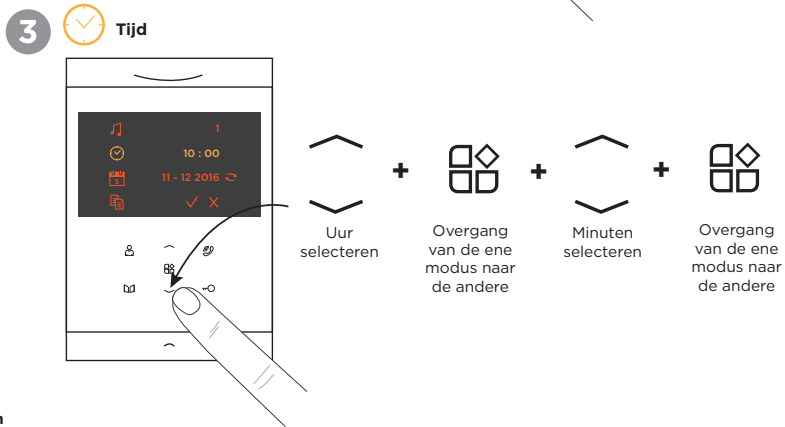 3
Tijd
1
10 : 00
5
11 - 12 2016
+
+
+
Uur
selecteren
Overgang
van de ene
modus naar
de andere
Minuten
selecteren
Overgang
van de ene
modus naar
de andere